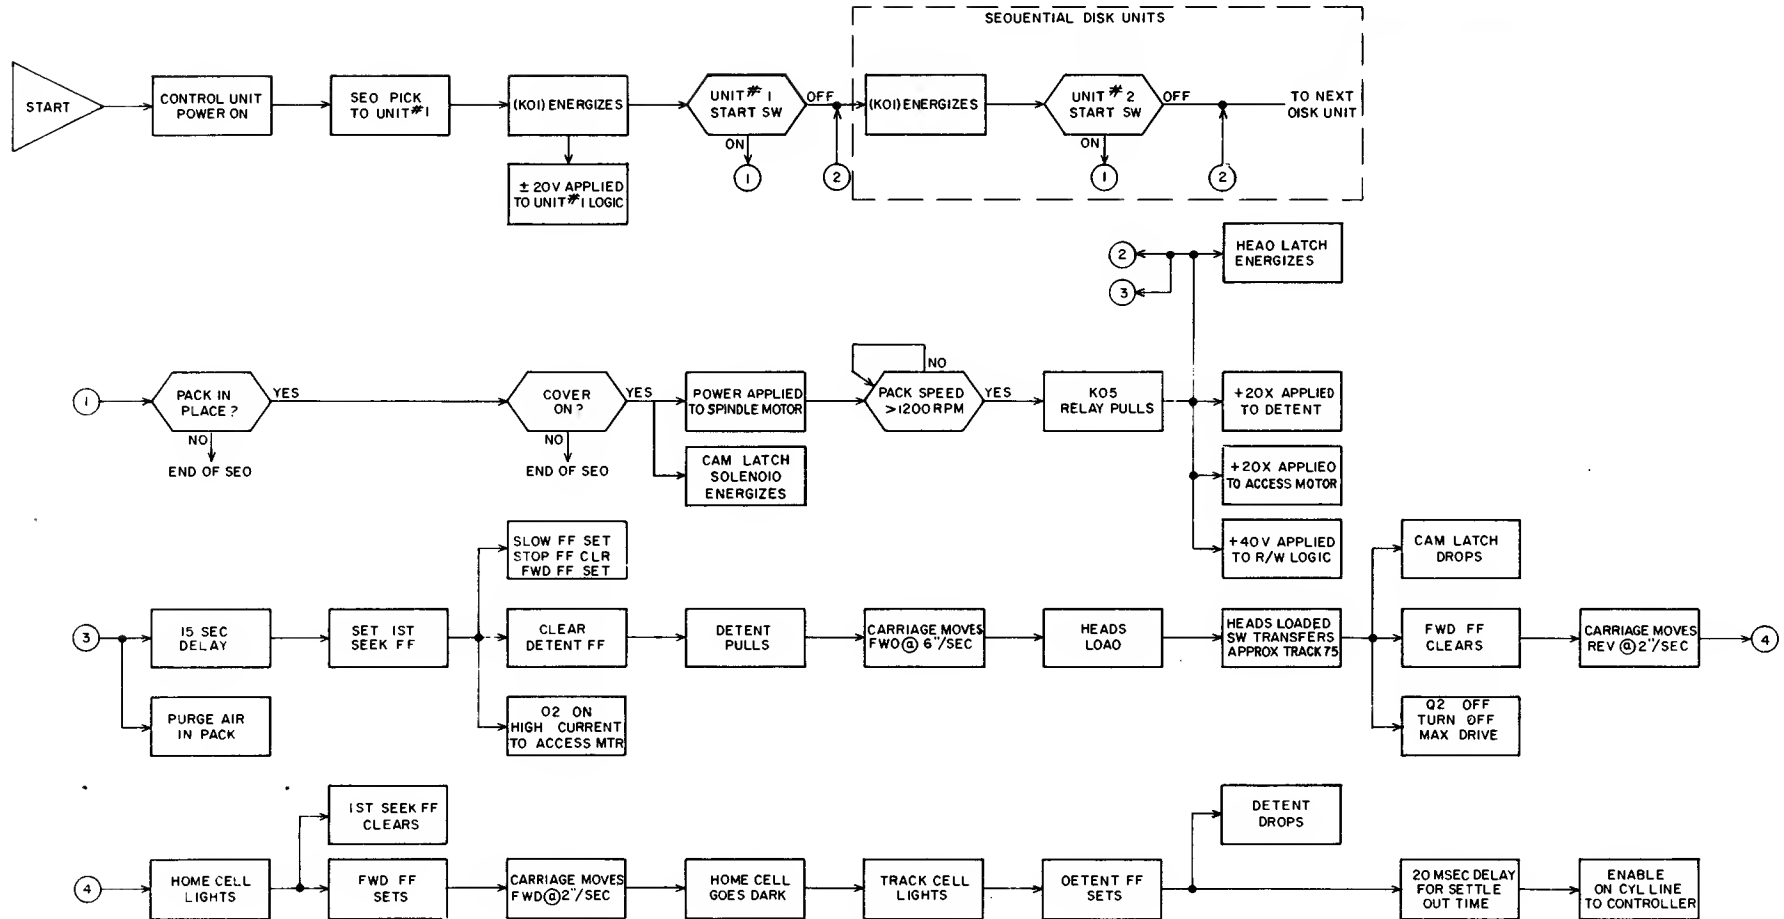 SEQUENTIAL DISK UNITS
START
CONTROL UNIT
POWER ON
SEO PICK
TO UNIT #1
(KO1) ENERGIZES
UNIT # 1
START SW
OFF
(KO1) ENERGIZES
UNIT # 2
START SW
OFF
TO NEXT
DISK UNIT
ON
ON
1
2
1
2
± 20V APPLIED
TO UNIT #1 LOGIC
2
HEAO LATCH
ENERGIZES
3
1
PACK IN
PLACE?
YES
NO
END OF SEO
COVER
ON?
YES
NO
END OF SEO
POWER APPLIED
TO SPINDLE MOTOR
CAM LATCH
SOLENOIO
ENERGIZES
NO
PACK SPEED
>1200 RPM
YES
KO5
RELAY PULLS
+20X APPLIED
TO DETENT
+20X APPLIEO
TO ACCESS MOTOR
+40V APPLIED
TO R/W LOGIC
SLOW FF SET
STOP FF CLR
FWD FF SET
CAM LATCH
DROPS
3
15 SEC
DELAY
SET 1ST
SEEK FF
CLEAR
DETENT FF
DETENT
PULLS
CARRIAGE MOVES
FWO @ 6"/SEC
HEADS
LOAO
HEADS LOADED
SW TRANSFERS
APPROX TRACK 75
FWD FF
CLEARS
CARRIAGE MOVES
REV @ 2"/SEC
4
PURGE AIR
IN PACK
O2 ON
HIGH CURRENT
TO ACCESS MTR
Q2 OFF
TURN OFF
MAX DRIVE
1ST SEEK FF
CLEARS
DETENT
DROPS
4
HOME CELL
LIGHTS
FWD FF
SETS
CARRIAGE MOVES
FWD @ 2"/SEC
HOME CELL
GOES DARK
TRACK CELL
LIGHTS
OETENT FF
SETS
20 MSEC DELAY
FOR SETTLE
OUT TIME
ENABLE
ON CYL LINE
TO CONTROLLER